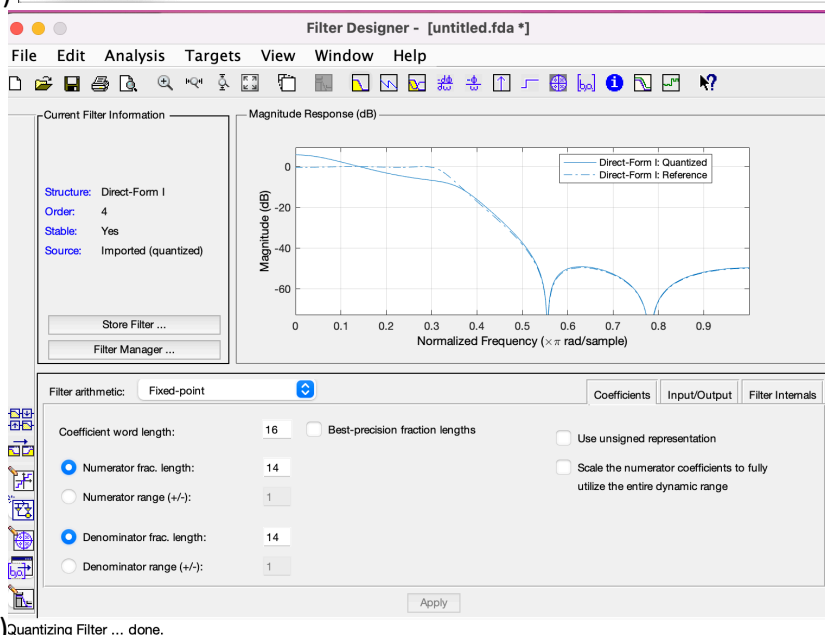 )
Filter Designer - [untitled.fda *]
File Edit Analysis Targets View Window Help
Current Filter Information
Structure: Direct-Form I
Order: 4
Stable: Yes
Source: Imported (quantized)
Store Filter ...
Filter Manager ...
Magnitude Response (dB)
Direct-Form I: Quantized
Direct-Form I: Reference
Magnitude (dB)
0
-20
-40
-60
0 0.1 0.2 0.3 0.4 0.5 0.6 0.7 0.8 0.9
Normalized Frequency (×π rad/sample)
Filter arithmetic: Fixed-point
Coefficients Input/Output Filter Internals
Coefficient word length: 16 Best-precision fraction lengths
Use unsigned representation
Numerator frac. length: 14
Scale the numerator coefficients to fully
utilize the entire dynamic range
Numerator range (+/-): 1
Denominator frac. length: 14
Denominator range (+/-): 1
Apply
)Quantizing Filter ... done.